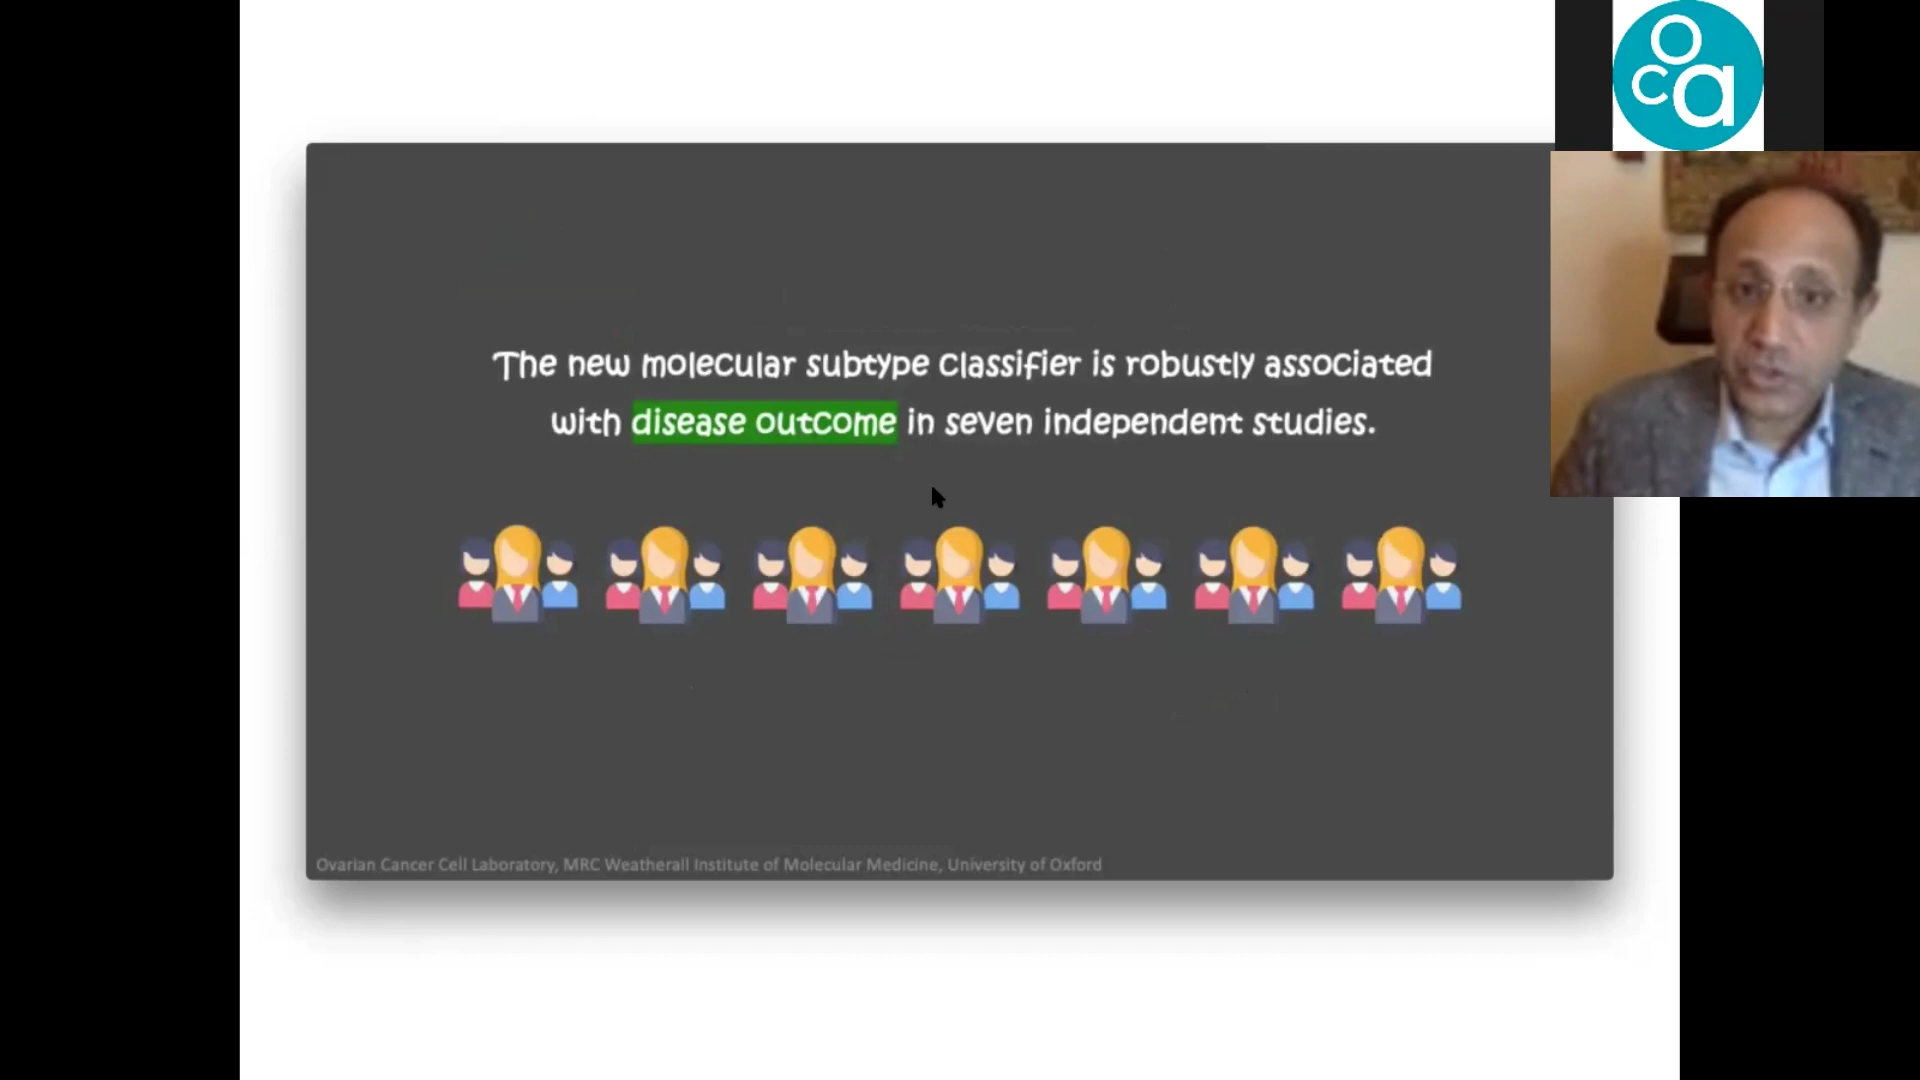 oca
The new molecular subtype classifier is robustly associated
with disease outcome in seven independent studies.
Ovarian Cancer Cell Laboratory, MRC Weatherall Institute of Molecular Medicine, University of Oxford